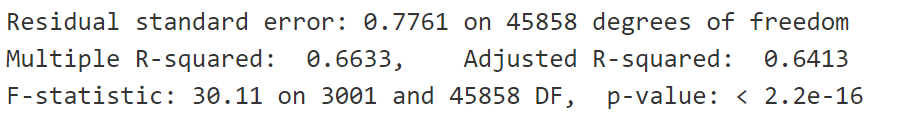 Residual standard error: 0.7761 on 45858 degrees of freedom
Multiple R-squared:  0.6633,    Adjusted R-squared:  0.6413
F-statistic: 30.11 on 3001 and 45858 DF,  p-value: < 2.2e-16